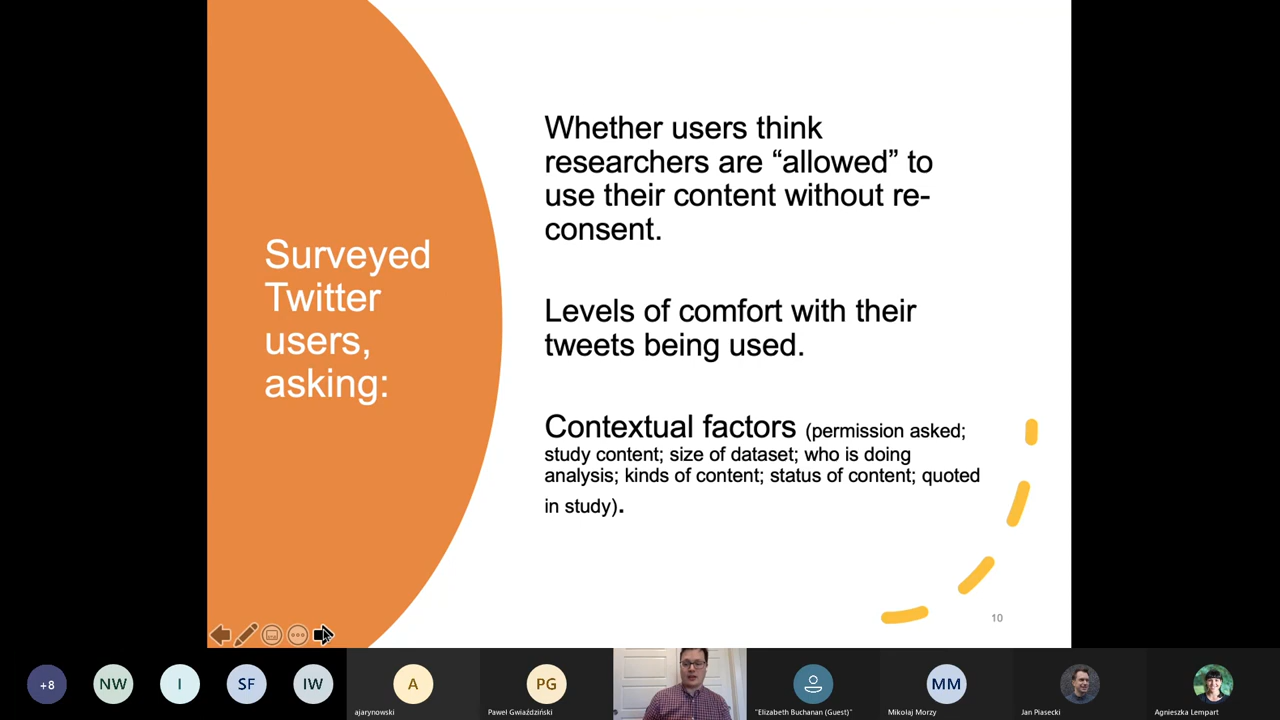 Surveyed
Twitter
users,
asking:
Whether users think
researchers are “allowed” to
use their content without re-
consent.
Levels of comfort with their
tweets being used.
Contextual factors (permission asked;
study content; size of dataset; who is doing
analysis; kinds of content; status of content; quoted
in study).
10
+8
NW
I
SF
IW
A
ajarynowski
PG
Paweł Gwiaździński
"Elizabeth Buchanan (Guest)"
MM
Mikołaj Morzy
Jan Piasecki
Agnieszka Lempart